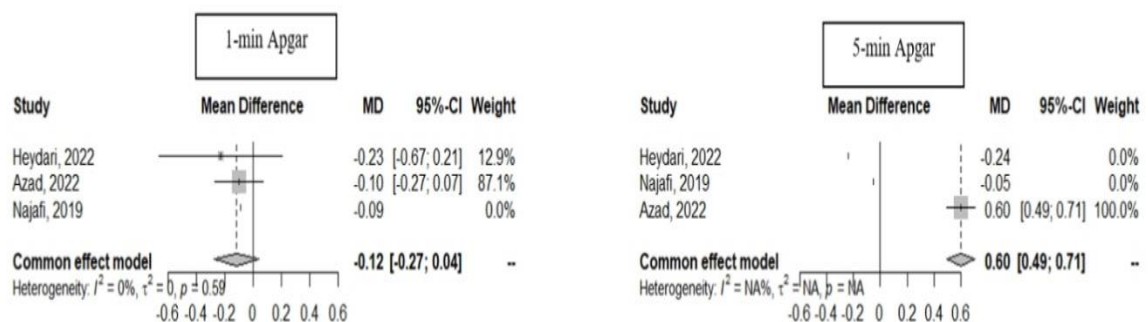 1-min Apgar
Study Mean Difference MD 95%-CI Weight
Heydari, 2022 -0.23 [-0.67; 0.21] 12.9%
Azad, 2022 -0.10 [-0.27; 0.07] 87.1%
Najafi, 2019 -0.09 0.0%
Common effect model -0.12 [-0.27; 0.04] --
Heterogeneity: I² = 0%, τ² = 0, p = 0.59
-0.6 -0.4 -0.2 0 0.2 0.4 0.6
5-min Apgar
Study Mean Difference MD 95%-CI Weight
Heydari, 2022 -0.24 0.0%
Najafi, 2019 -0.05 0.0%
Azad, 2022 0.60 [0.49; 0.71] 100.0%
Common effect model 0.60 [0.49; 0.71] --
Heterogeneity: I² = NA%, τ² = NA, p = NA
-0.6 -0.4 -0.2 0 0.2 0.4 0.6